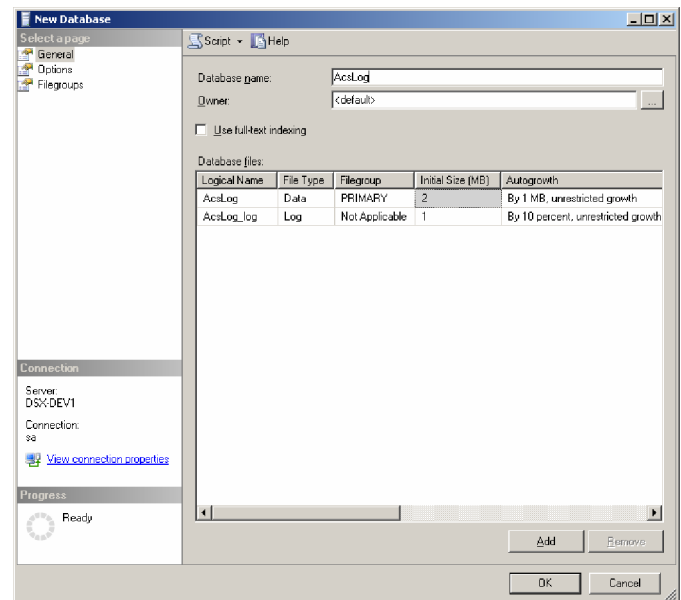 New Database
Select a page
General
Options
Filegroups
Script
Help
Database name:
AcsLog
Owner:
<default>
...
Use full-text indexing
Database files:
Logical Name File Type Filegroup Initial Size (MB) Autogrowth
AcsLog Data PRIMARY 2 By 1 MB, unrestricted growth
AcsLog_log Log Not Applicable 1 By 10 percent, unrestricted growth
Connection
Server:
DSX-DEV1
Connection:
sa
View connection properties
Progress
Ready
Add
Remove
OK
Cancel